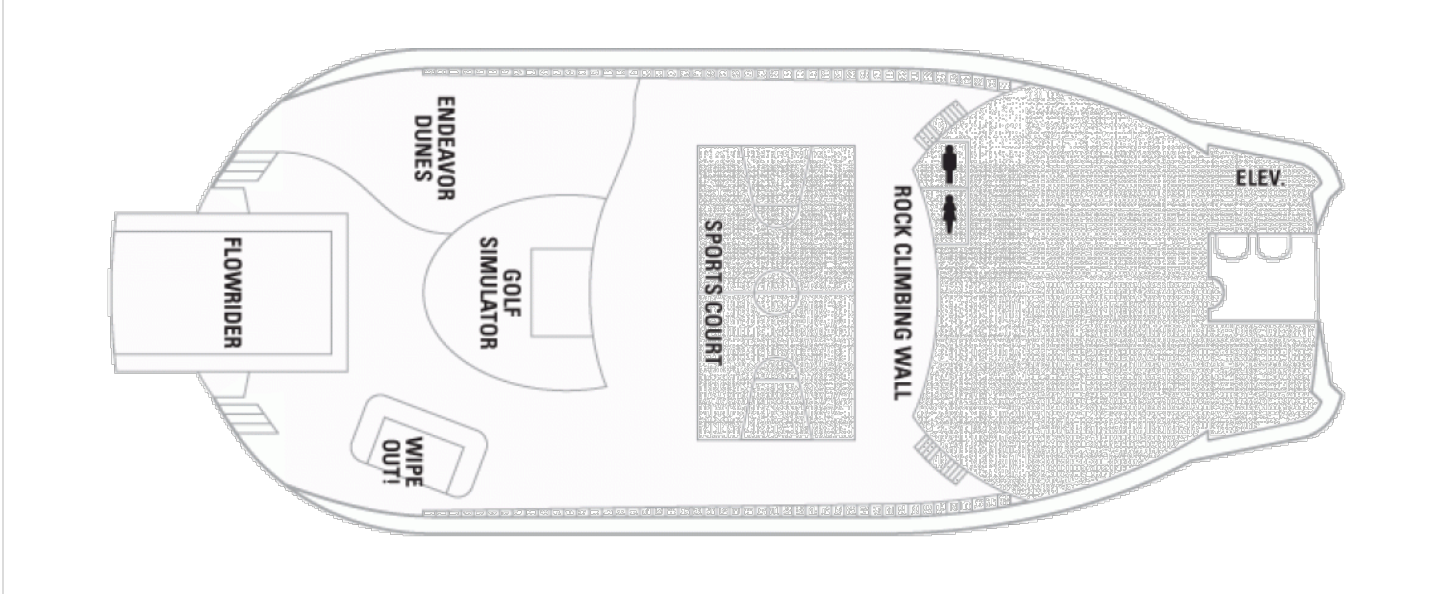 ENDEAVOR
DUNES
FLOWRIDER
GOLF
SIMULATOR
WIPE
OUT!
SPORTS COURT
ROCK CLIMBING WALL
ELEV.